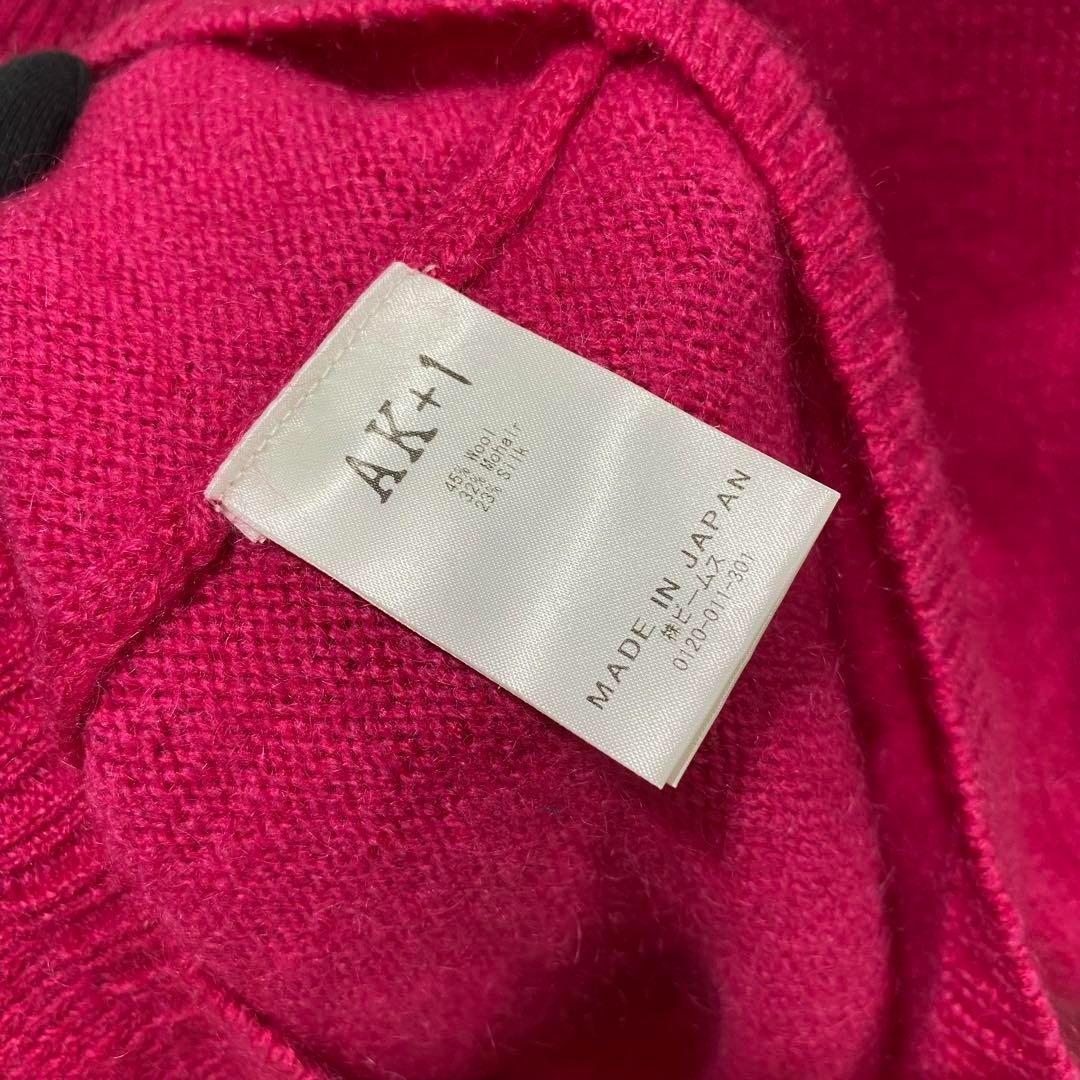 AK+1
45% Wool
32% Mohair
23% Silk
MADE IN JAPAN
㈱ビームス
0120-011-301